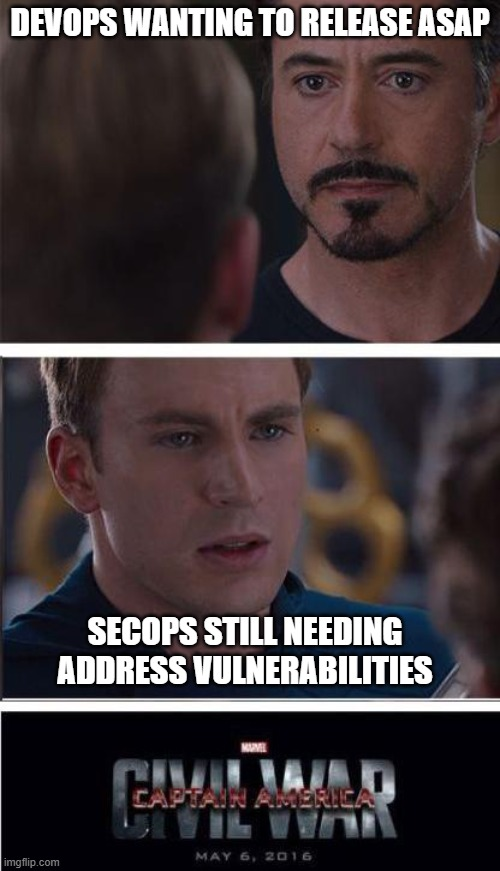 DEVOPS WANTING TO RELEASE ASAP
SECOPS STILL NEEDING
ADDRESS VULNERABILITIES
MARVEL
CAPTAIN AMERICA
CIVIL WAR
MAY 6, 2016
imgflip.com